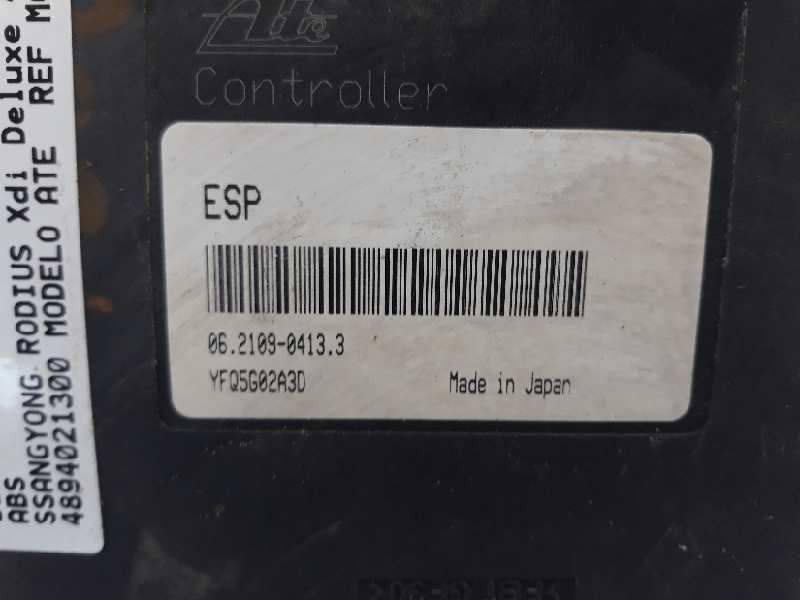 Ate
Controller
ESP
06.2109-0413.3
YFQ5G02A3D
Made in Japan
ABS
SSANGYONG RODIUS Xdi Deluxe
4894021300 MODELO ATE REF